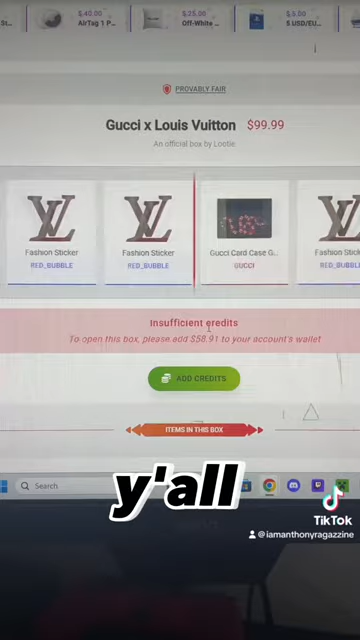 $40.00
AirTag 1 P...
$25.00
Off-White ...
$5.00
5 USD/EU...
PROVABLY FAIR
Gucci x Louis Vuitton $99.99
An official box by Lootie
Fashion Sticker
RED_BUBBLE
Fashion Sticker
RED_BUBBLE
Gucci Card Case G...
GUCCI
Fashion Stick
RED_BUBBL
Insufficient credits
To open this box, please add $58.91 to your account's wallet
ADD CREDITS
ITEMS IN THIS BOX
Search
y'all
TikTok
@iamanthonyragazzine